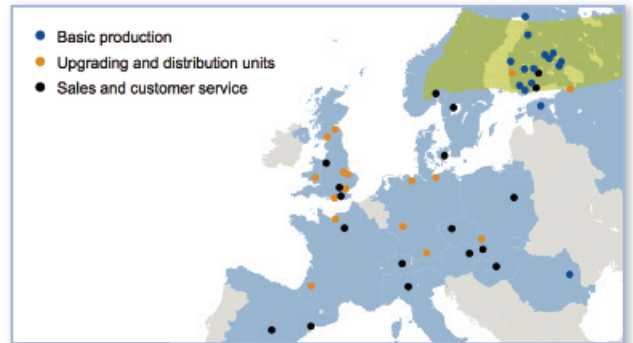 Basic production
Upgrading and distribution units
Sales and customer service